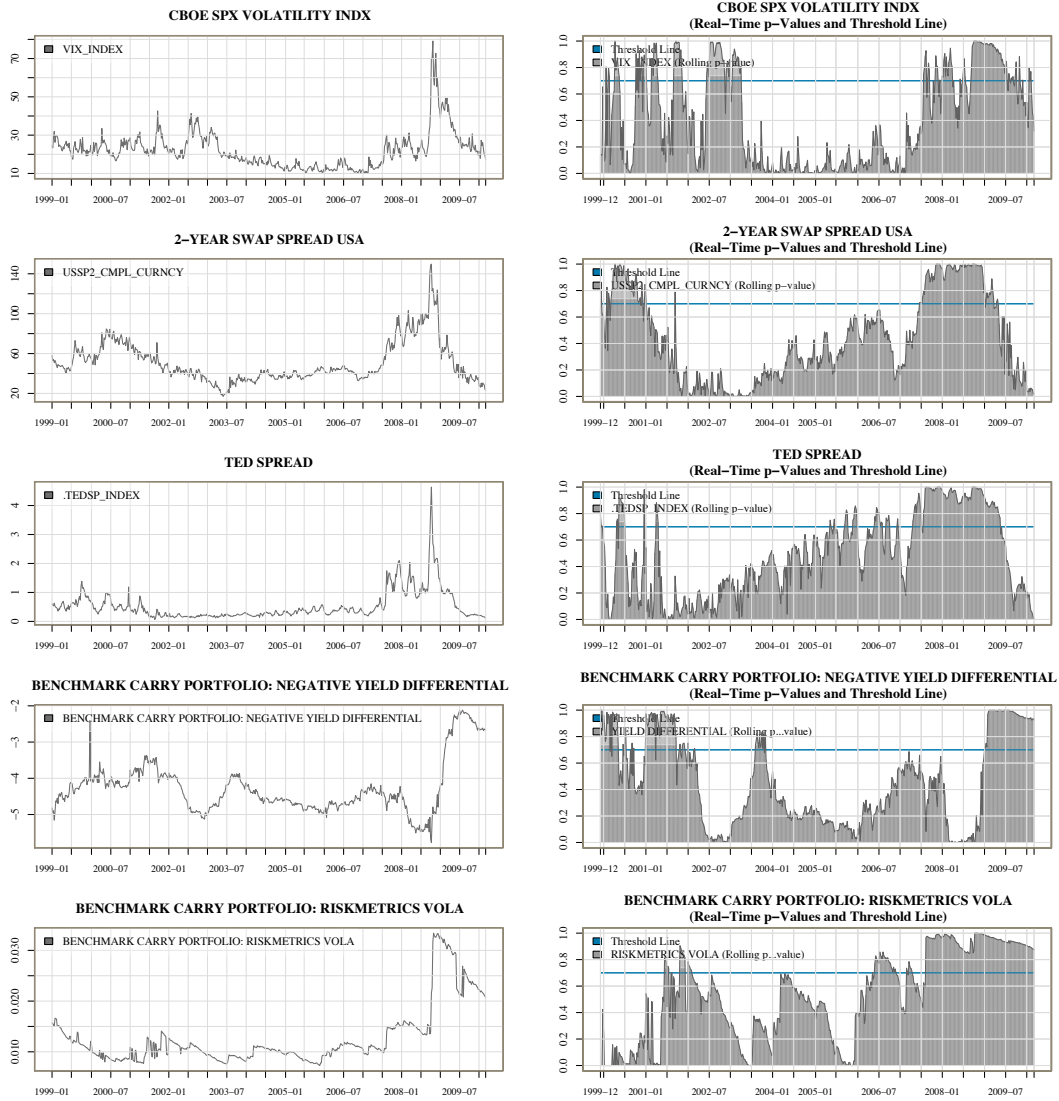 CBOE SPX VOLATILITY INDX
VIX_INDEX
10 30 50 70
1999−01 2000−07 2002−01 2003−07 2005−01 2006−07 2008−01 2009−07
CBOE SPX VOLATILITY INDX
(Real−Time p−Values and Threshold Line)
Threshold Line
VIX_INDEX (Rolling p−value)
0.0 0.2 0.4 0.6 0.8 1.0
1999−12 2001−01 2002−07 2004−01 2005−01 2006−07 2008−01 2009−07
2−YEAR SWAP SPREAD USA
USSP2_CMPL_CURNCY
20 60 100 140
1999−01 2000−07 2002−01 2003−07 2005−01 2006−07 2008−01 2009−07
2−YEAR SWAP SPREAD USA
(Real−Time p−Values and Threshold Line)
Threshold Line
USSP2_CMPL_CURNCY (Rolling p−value)
0.0 0.2 0.4 0.6 0.8 1.0
1999−12 2001−01 2002−07 2004−01 2005−01 2006−07 2008−01 2009−07
TED SPREAD
.TEDSP_INDEX
0 1 2 3 4
1999−01 2000−07 2002−01 2003−07 2005−01 2006−07 2008−01 2009−07
TED SPREAD
(Real−Time p−Values and Threshold Line)
Threshold Line
.TEDSP_INDEX (Rolling p−value)
0.0 0.2 0.4 0.6 0.8 1.0
1999−12 2001−01 2002−07 2004−01 2005−01 2006−07 2008−01 2009−07
BENCHMARK CARRY PORTFOLIO: NEGATIVE YIELD DIFFERENTIAL
BENCHMARK CARRY PORTFOLIO: NEGATIVE YIELD DIFFERENTIAL
−5 −4 −3 −2
1999−01 2000−07 2002−01 2003−07 2005−01 2006−07 2008−01 2009−07
BENCHMARK CARRY PORTFOLIO: NEGATIVE YIELD DIFFERENTIAL
(Real−Time p−Values and Threshold Line)
Threshold Line
YIELD DIFFERENTIAL (Rolling p...value)
0.0 0.2 0.4 0.6 0.8 1.0
1999−12 2001−01 2002−07 2004−01 2005−01 2006−07 2008−01 2009−07
BENCHMARK CARRY PORTFOLIO: RISKMETRICS VOLA
BENCHMARK CARRY PORTFOLIO: RISKMETRICS VOLA
0.010 0.020 0.030
1999−01 2000−07 2002−01 2003−07 2005−01 2006−07 2008−01 2009−07
BENCHMARK CARRY PORTFOLIO: RISKMETRICS VOLA
(Real−Time p−Values and Threshold Line)
Threshold Line
RISKMETRICS VOLA (Rolling p...value)
0.0 0.2 0.4 0.6 0.8 1.0
1999−12 2001−01 2002−07 2004−01 2005−01 2006−07 2008−01 2009−07